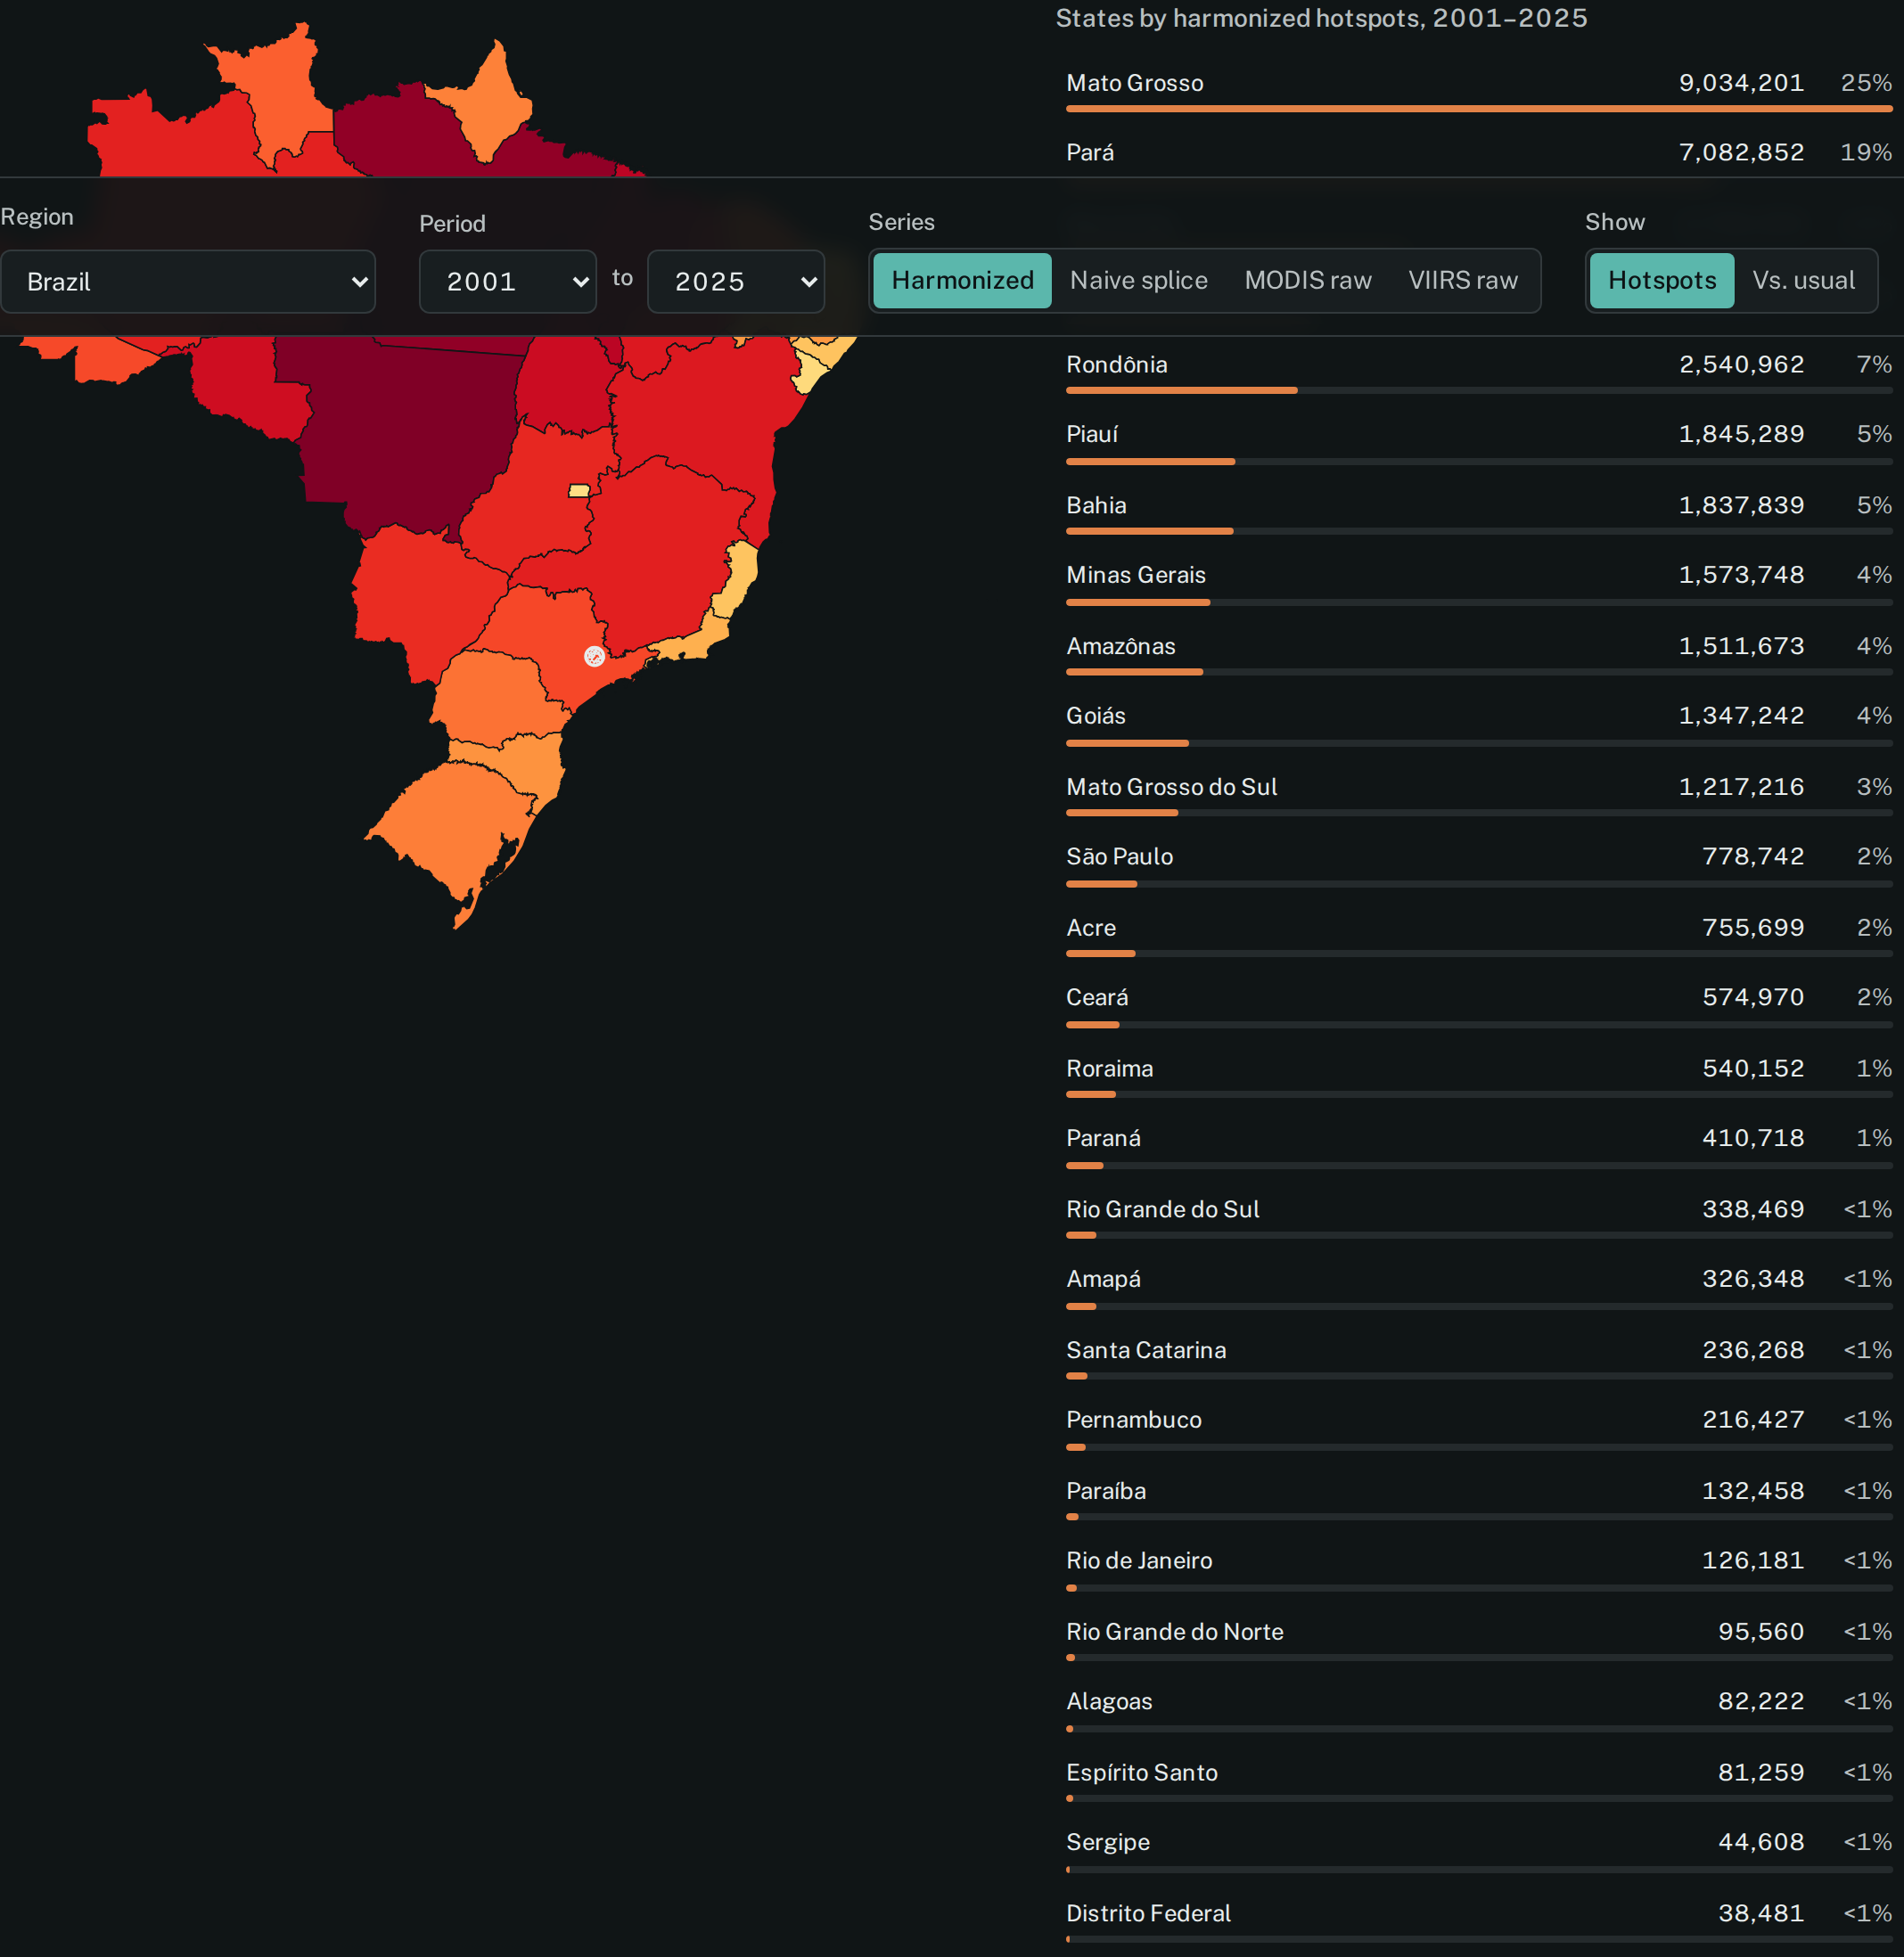 States by harmonized hotspots, 2001–2025
Mato Grosso 9,034,201 25%
Pará 7,082,852 19%
Region Period Series Show
Brazil 2001 to 2025 Harmonized Naive splice MODIS raw VIIRS raw Hotspots Vs. usual
Rondônia 2,540,962 7%
Piauí 1,845,289 5%
Bahia 1,837,839 5%
Minas Gerais 1,573,748 4%
Amazônas 1,511,673 4%
Goiás 1,347,242 4%
Mato Grosso do Sul 1,217,216 3%
São Paulo 778,742 2%
Acre 755,699 2%
Ceará 574,970 2%
Roraima 540,152 1%
Paraná 410,718 1%
Rio Grande do Sul 338,469 <1%
Amapá 326,348 <1%
Santa Catarina 236,268 <1%
Pernambuco 216,427 <1%
Paraíba 132,458 <1%
Rio de Janeiro 126,181 <1%
Rio Grande do Norte 95,560 <1%
Alagoas 82,222 <1%
Espírito Santo 81,259 <1%
Sergipe 44,608 <1%
Distrito Federal 38,481 <1%